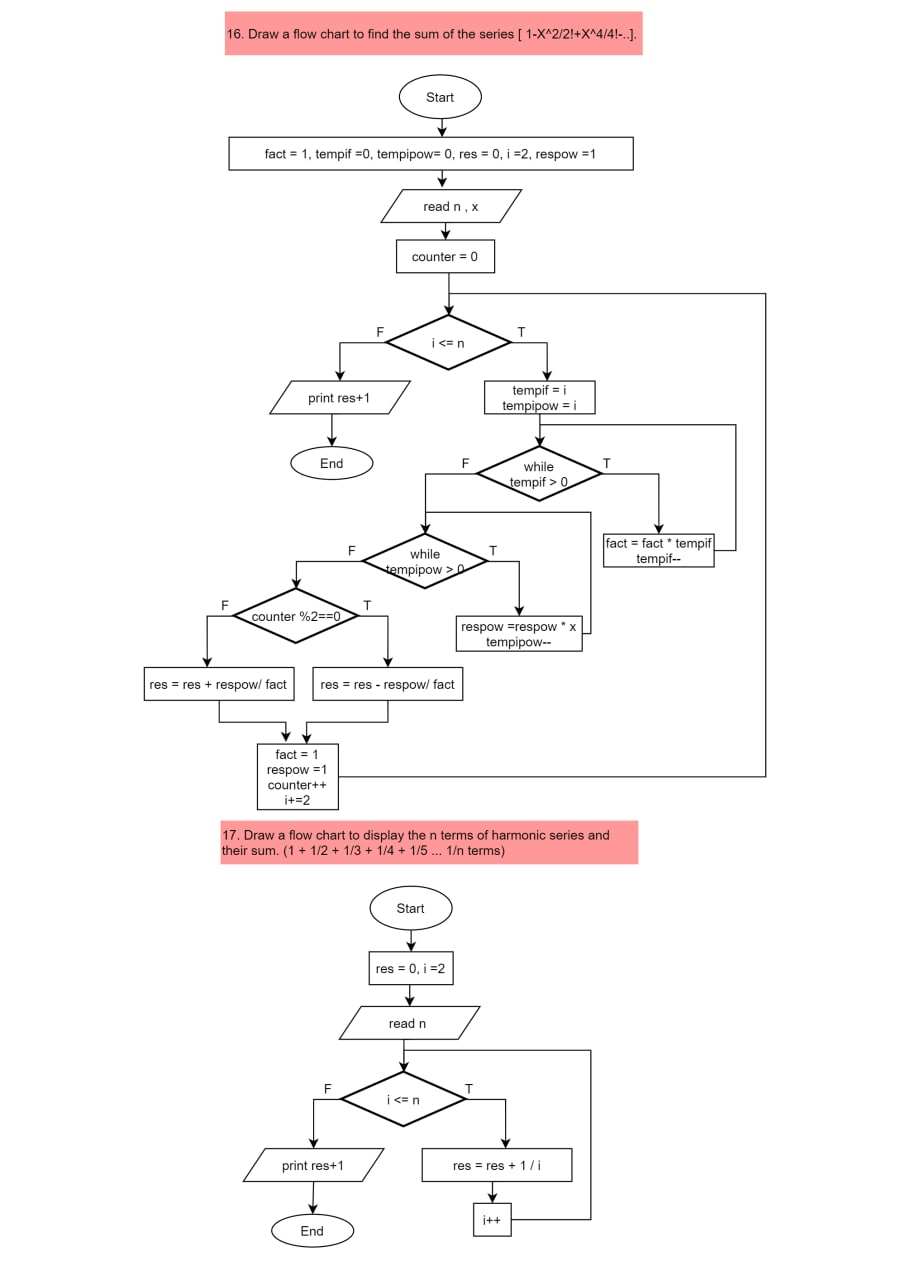 16. Draw a flow chart to find the sum of the series [ 1-X^2/2!+X^4/4!-..].
Start
fact = 1, tempif =0, tempipow= 0, res = 0, i =2, respow =1
read n , x
counter = 0
F
T
i <= n
print res+1
tempif = i
tempipow = i
End
F
T
while
tempif > 0
fact = fact * tempif
tempif--
F
T
while
tempipow > 0
respow =respow * x
tempipow--
F
T
counter %2==0
res = res + respow/ fact
res = res - respow/ fact
fact = 1
respow =1
counter++
i+=2
17. Draw a flow chart to display the n terms of harmonic series and
their sum. (1 + 1/2 + 1/3 + 1/4 + 1/5 ... 1/n terms)
Start
res = 0, i =2
read n
F
T
i <= n
print res+1
res = res + 1 / i
i++
End